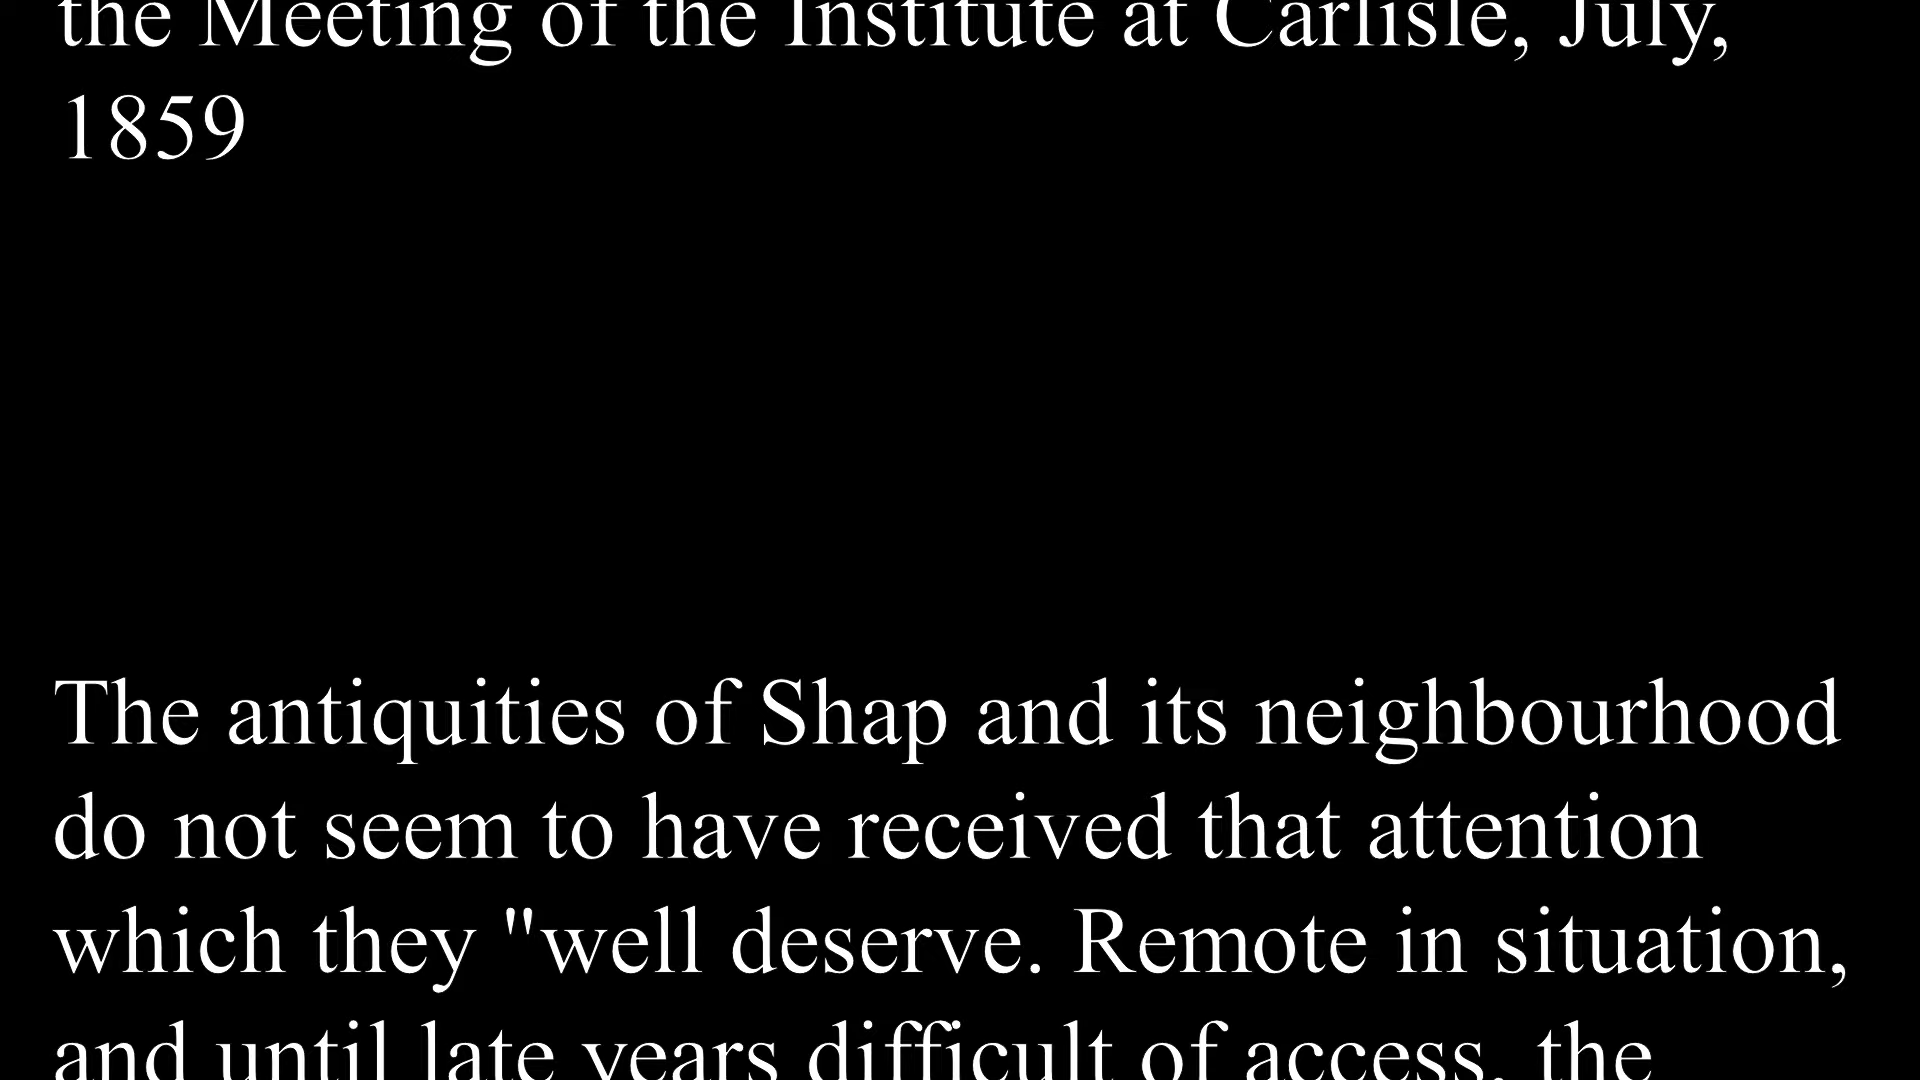 the Meeting of the Institute at Carlisle, July,
1859
The antiquities of Shap and its neighbourhood
do not seem to have received that attention
which they "well deserve. Remote in situation,
and until late years difficult of access, the